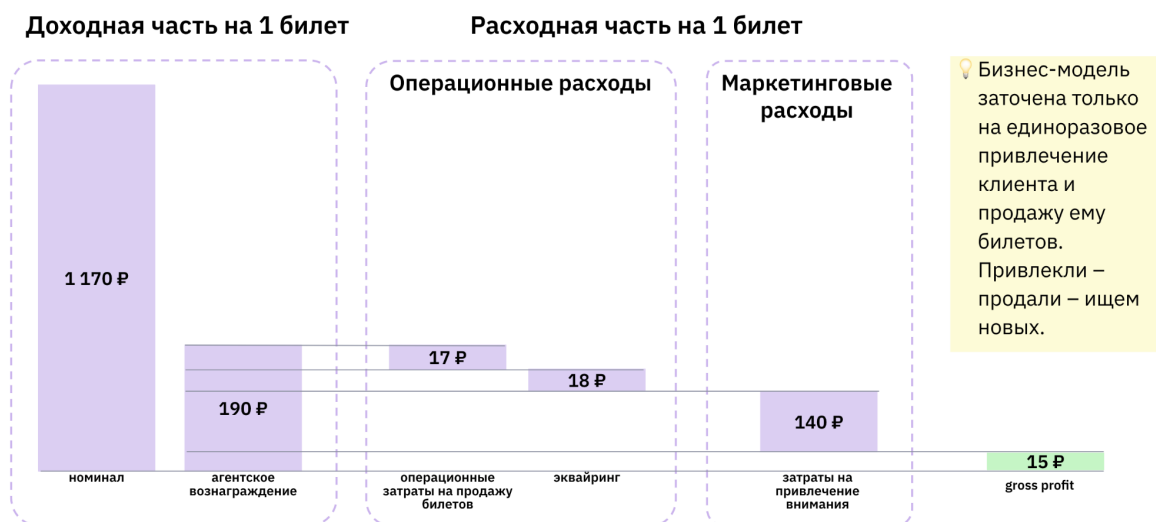 Доходная часть на 1 билет
Расходная часть на 1 билет
Операционные расходы
Маркетинговые
расходы
Бизнес-модель
заточена только
на единоразовое
привлечение
клиента и
продажу ему
билетов.
Привлекли –
продали – ищем
новых.
1 170 ₽
190 ₽
17 ₽
18 ₽
140 ₽
15 ₽
номинал
агентское
вознаграждение
операционные
затраты на продажу
билетов
эквайринг
затраты на
привлечение
внимания
gross profit